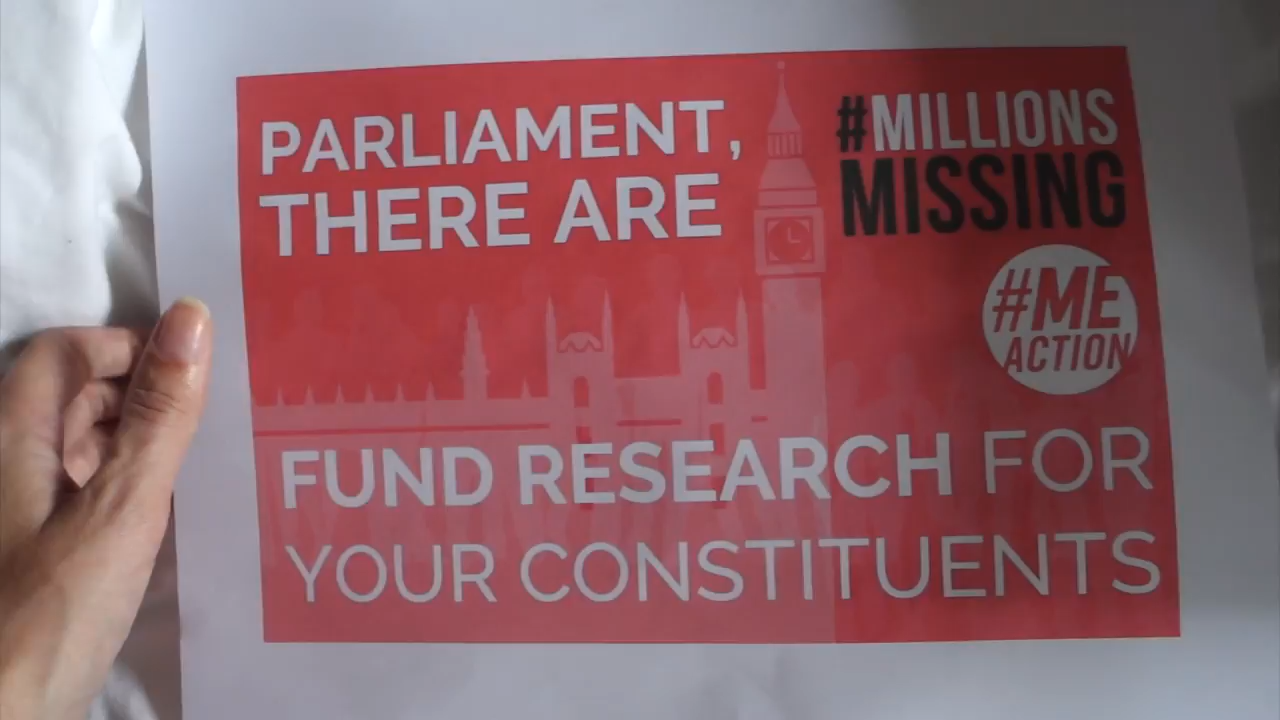 PARLIAMENT,
THERE ARE
#MILLIONS
MISSING
#ME
ACTION
FUND RESEARCH FOR
YOUR CONSTITUENTS